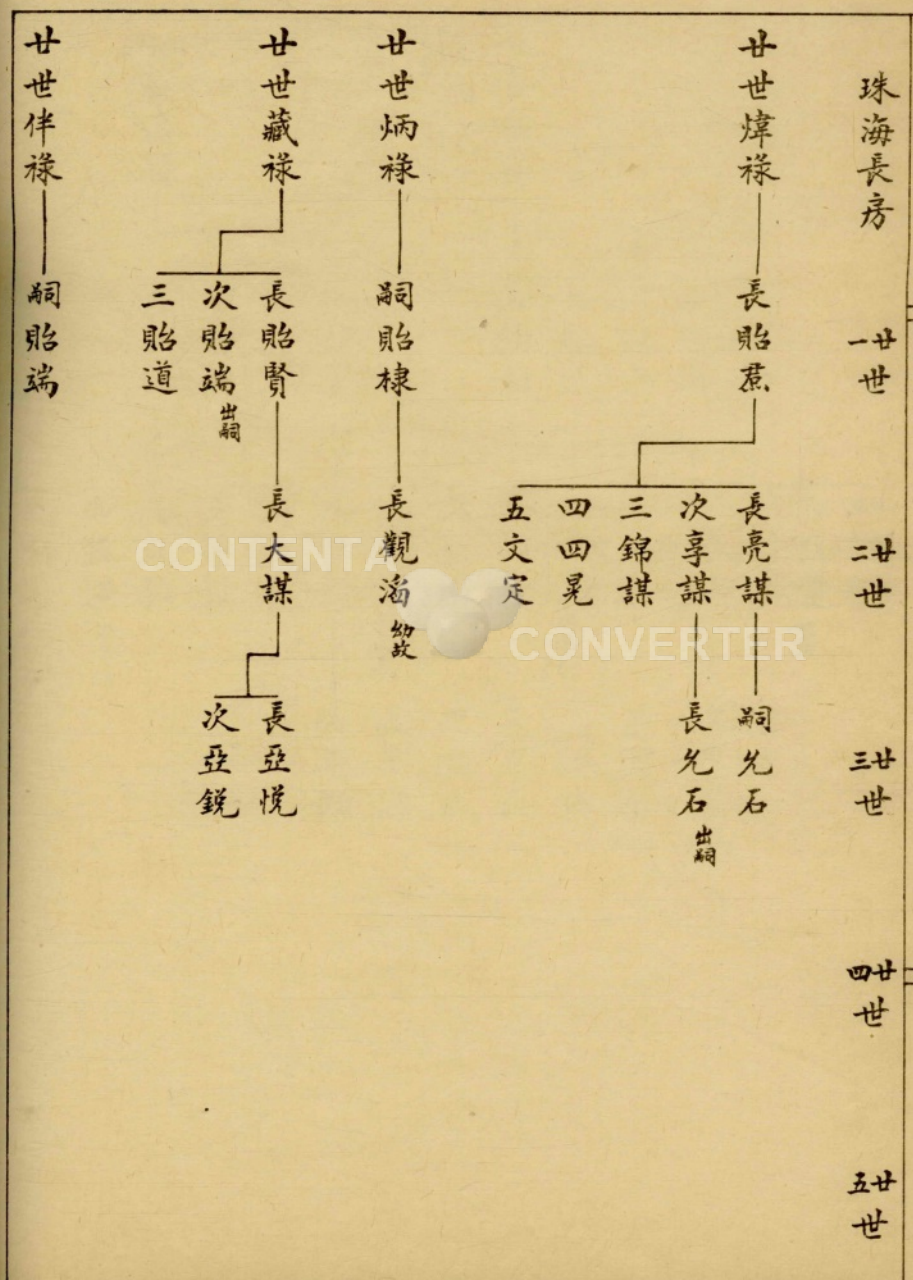 珠海長房
廿一世
廿二世
廿三世
廿四世
廿五世
廿世煒祿
長貽焄
長亮謀
嗣允石
次享謀
長允石
出嗣
三錦謀
四四晃
五文定
廿世炳祿
嗣貽棣
長觀滔
幼故
廿世藏祿
長貽賢
長大謀
長亞悅
次亞銳
次貽端
出嗣
三貽道
廿世伴祿
嗣貽端
CONTENTA
CONVERTER